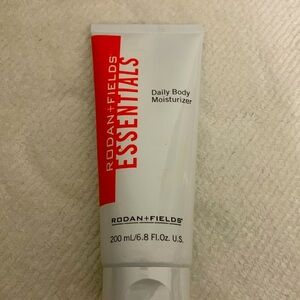 RODAN+FIELDS
ESSENTIALS
Daily Body
Moisturizer
RODAN+FIELDS®
200 mL/6.8 Fl.Oz. U.S.